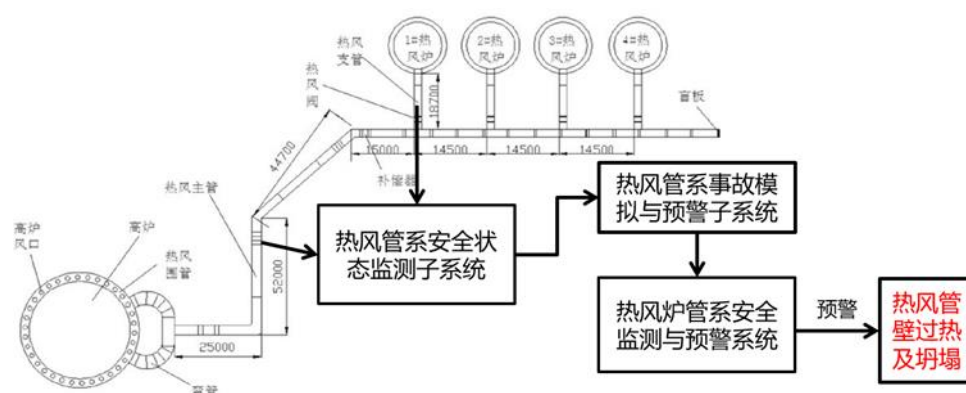 热风
支管
1#热
风炉
2#热
风炉
3#热
风炉
4#热
风炉
热
风
阀
18700
盲板
44700
15000
14500
14500
14500
补偿器
热风主管
高炉
风口
高炉
热风
围管
52000
25000
热风管系安全状
态监测子系统
热风管系事故模
拟与预警子系统
热风炉管系安全
监测与预警系统
预警
热风管
壁过热
及坍塌